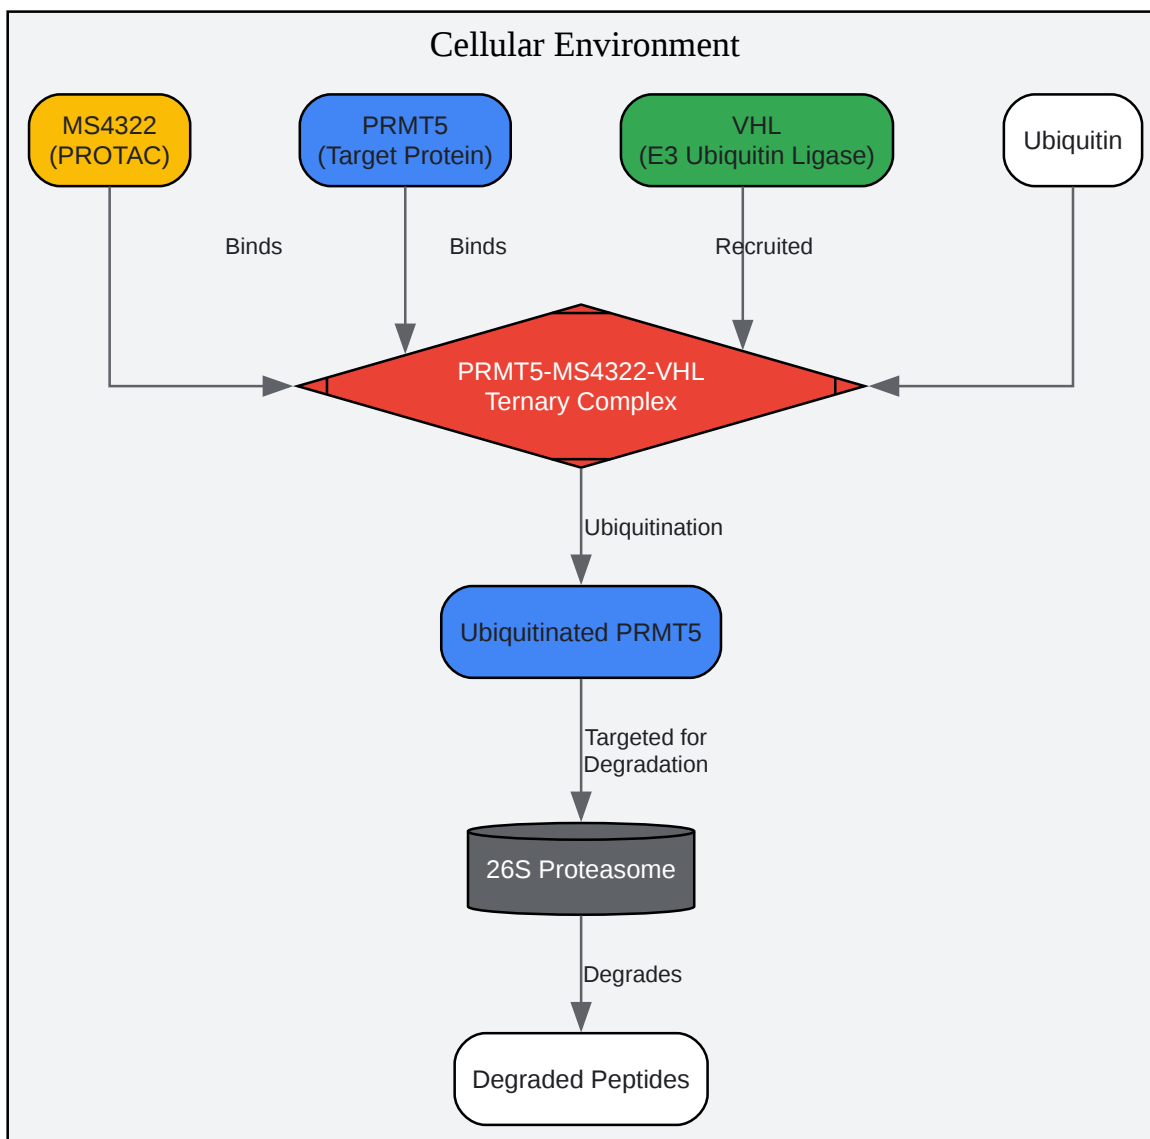 Cellular Environment
MS4322
(PROTAC)
PRMT5
(Target Protein)
VHL
(E3 Ubiquitin Ligase)
Ubiquitin
Binds
Binds
Recruited
PRMT5-MS4322-VHL
Ternary Complex
Ubiquitination
Ubiquitinated PRMT5
Targeted for
Degradation
26S Proteasome
Degrades
Degraded Peptides